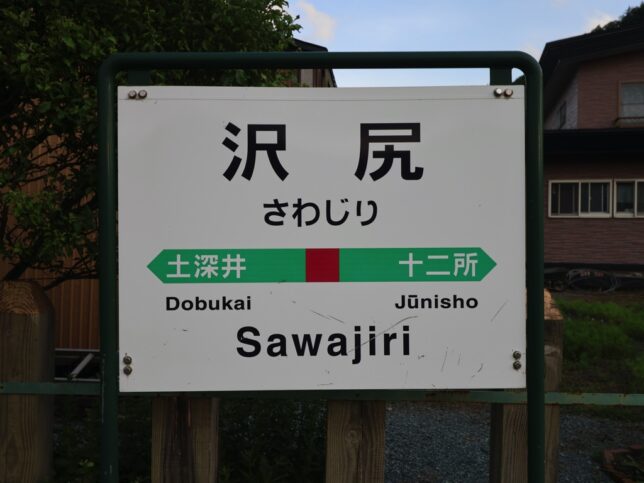 沢尻
さわじり
土深井 十二所
Dobukai Jūnisho
Sawajiri